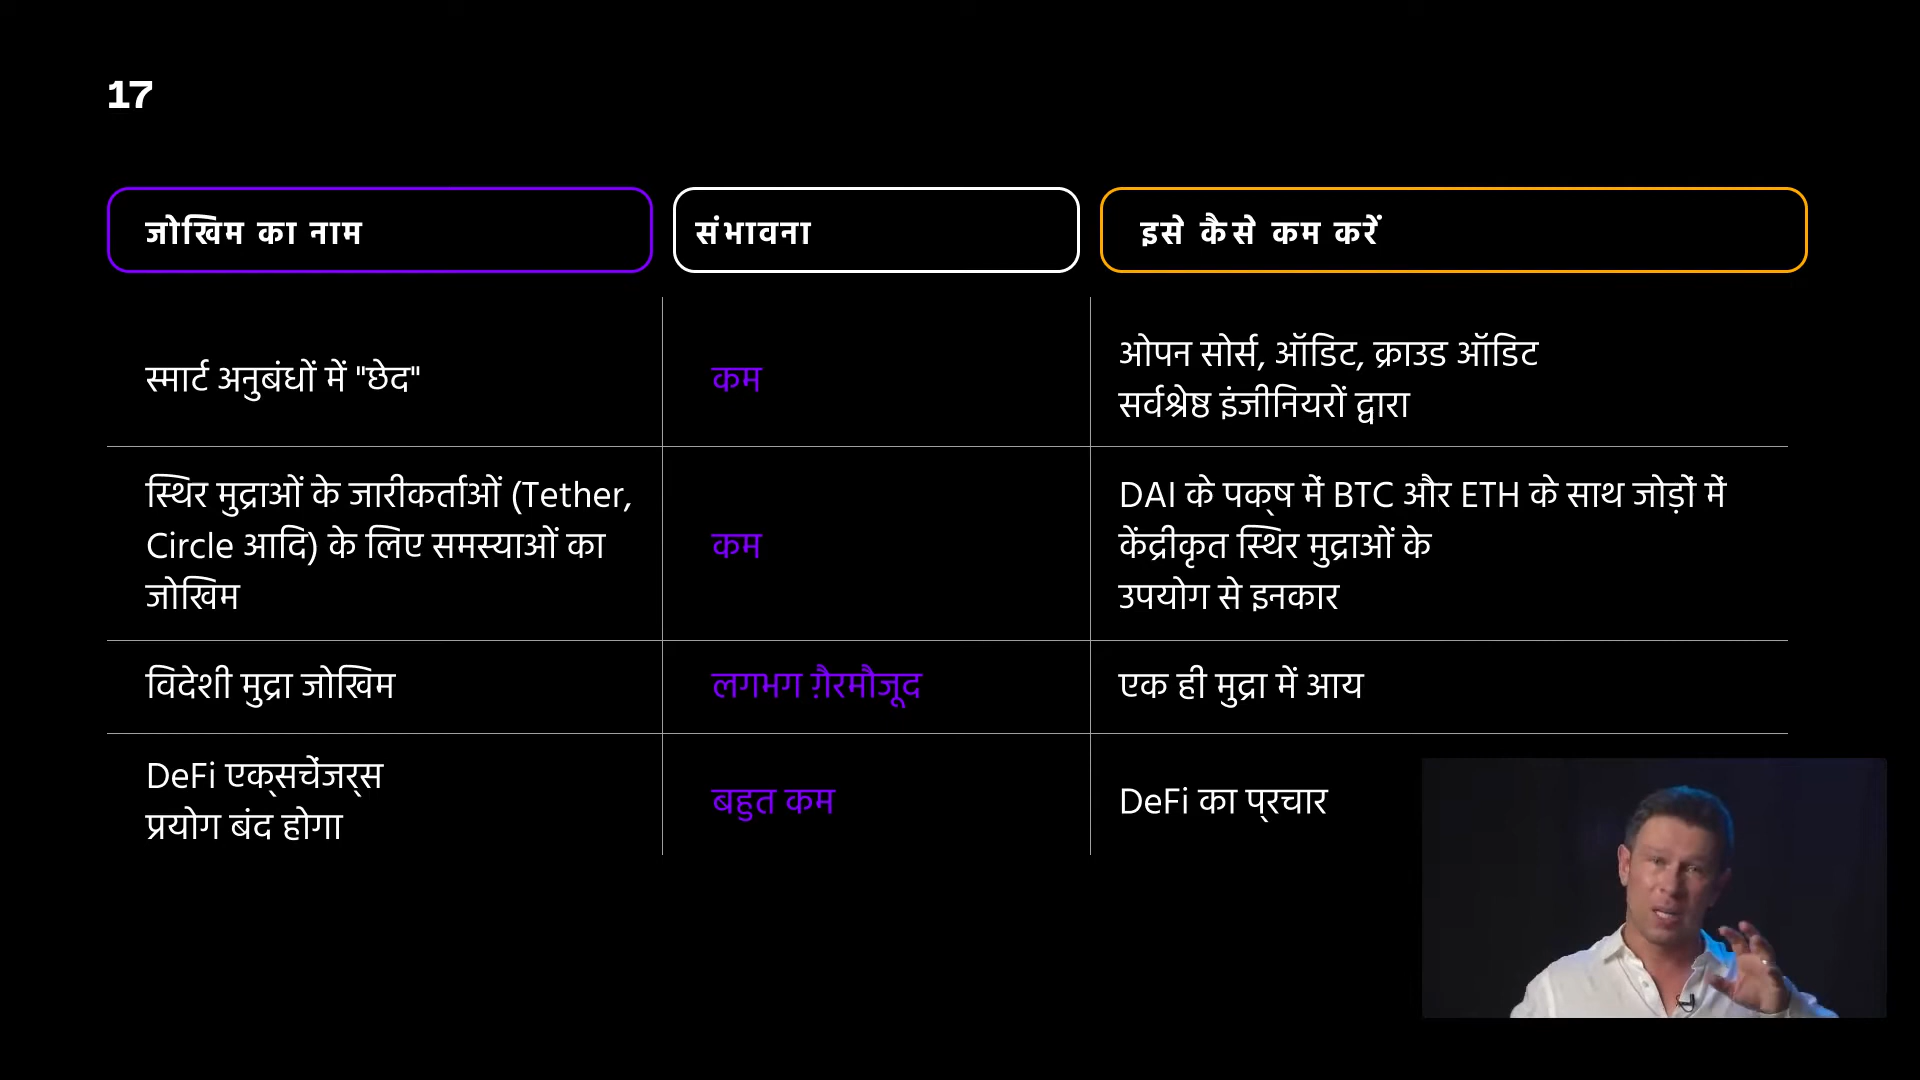 17
जोखिम का नाम
संभावना
इसे कैसे कम करें
स्मार्ट अनुबंधों में "छेद"
कम
ओपन सोर्स, ऑडिट, क्राउड ऑडिट
सर्वश्रेष्ठ इंजीनियरों द्वारा
स्थिर मुद्राओं के जारीकर्ताओं (Tether,
Circle आदि) के लिए समस्याओं का
जोखिम
कम
DAI के पक्ष में BTC और ETH के साथ जोड़ों में
केंद्रीकृत स्थिर मुद्राओं के
उपयोग से इनकार
विदेशी मुद्रा जोखिम
लगभग ग़ैरमौजूद
एक ही मुद्रा में आय
DeFi एक्सचेंजर्स
प्रयोग बंद होगा
बहुत कम
DeFi का प्रचार